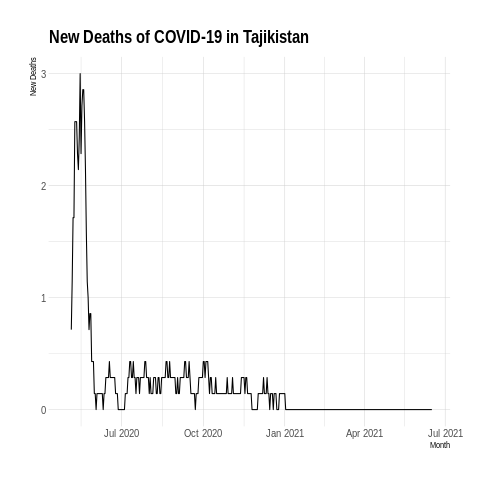 New Deaths of COVID-19 in Tajikistan
New Deaths
3
2
1
0
Jul 2020 Oct 2020 Jan 2021 Apr 2021 Jul 2021
Month